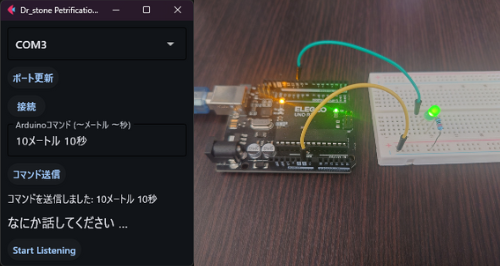 Dr_stone Petrificatio...
COM3
ポート更新
接続
Arduinoコマンド (〜メートル 〜秒)
10メートル 10秒
コマンド送信
コマンドを送信しました: 10メートル 10秒
なにか話してください ...
Start Listening
ELEGOO
UNO R3